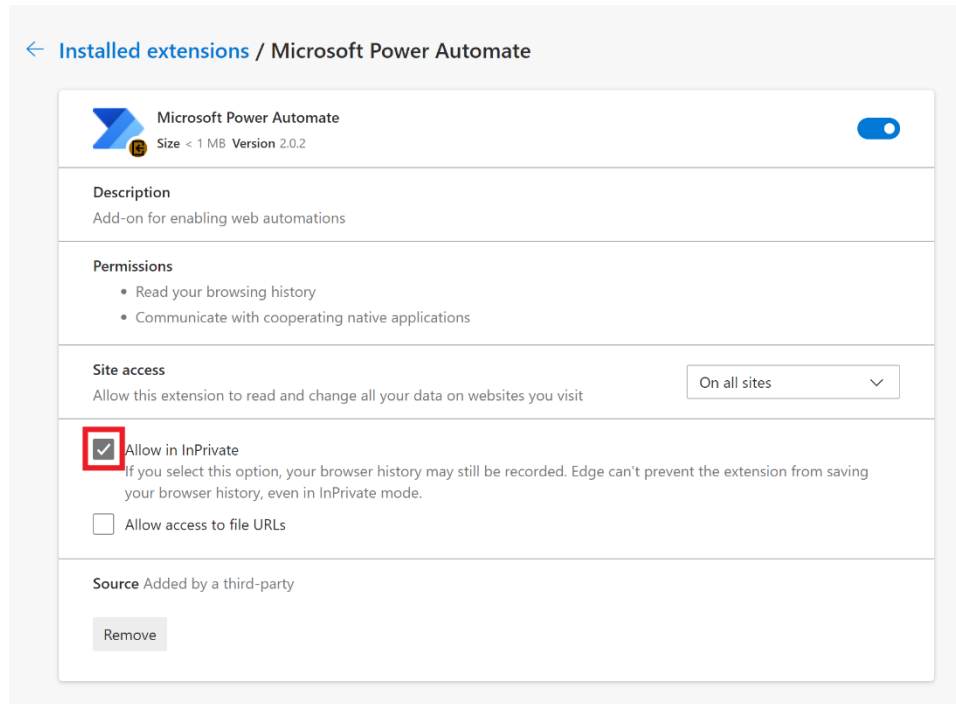 Installed extensions / Microsoft Power Automate
Microsoft Power Automate
Size < 1 MB Version 2.0.2
Description
Add-on for enabling web automations
Permissions
Read your browsing history
Communicate with cooperating native applications
Site access
Allow this extension to read and change all your data on websites you visit
On all sites
Allow in InPrivate
If you select this option, your browser history may still be recorded. Edge can't prevent the extension from saving
your browser history, even in InPrivate mode.
Allow access to file URLs
Source Added by a third-party
Remove